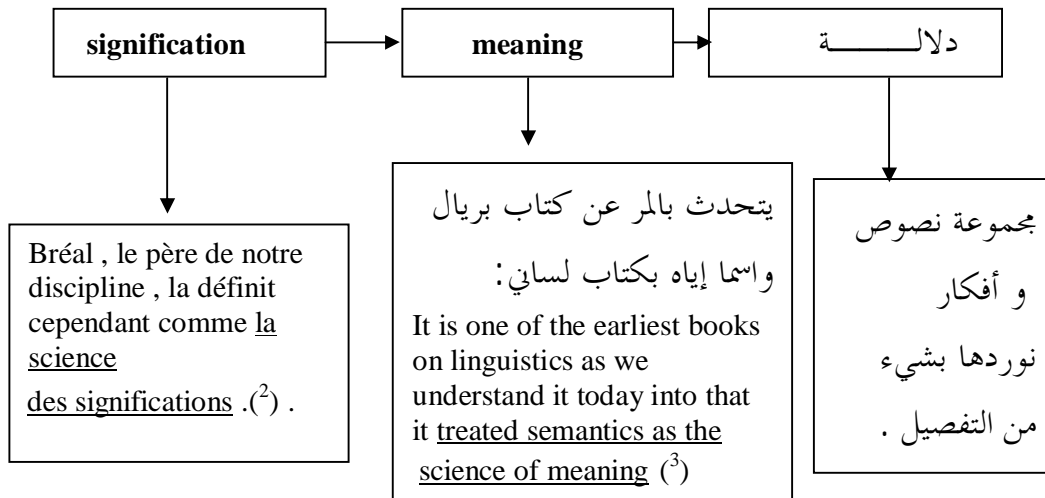 signification
meaning
دلالـــــــــة
Bréal , le père de notre
discipline , la définit
cependant comme la
science
des significations .(²) .
يتحدث بالمر عن كتاب بريال
واسما إياه بكتاب لساني:
It is one of the earliest books
on linguistics as we
understand it today into that
it treated semantics as the
science of meaning (³)
مجموعة نصوص
و أفكار
نوردها بشيء
من التفصيل .